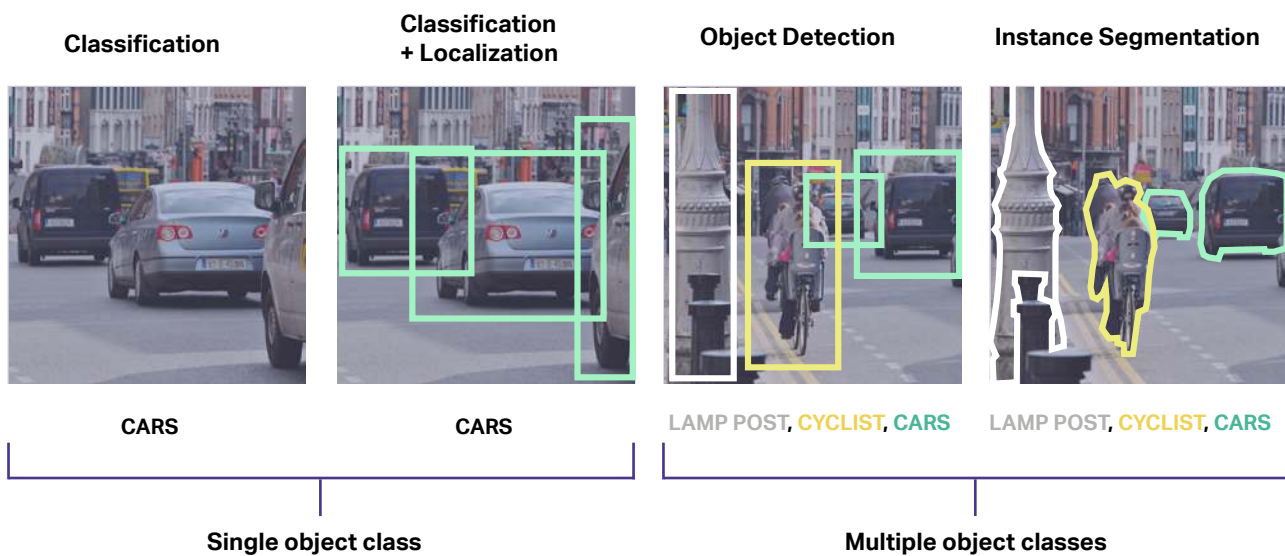 Classification
Classification
+ Localization
Object Detection
Instance Segmentation
CARS
CARS
LAMP POST, CYCLIST, CARS
LAMP POST, CYCLIST, CARS
Single object class
Multiple object classes